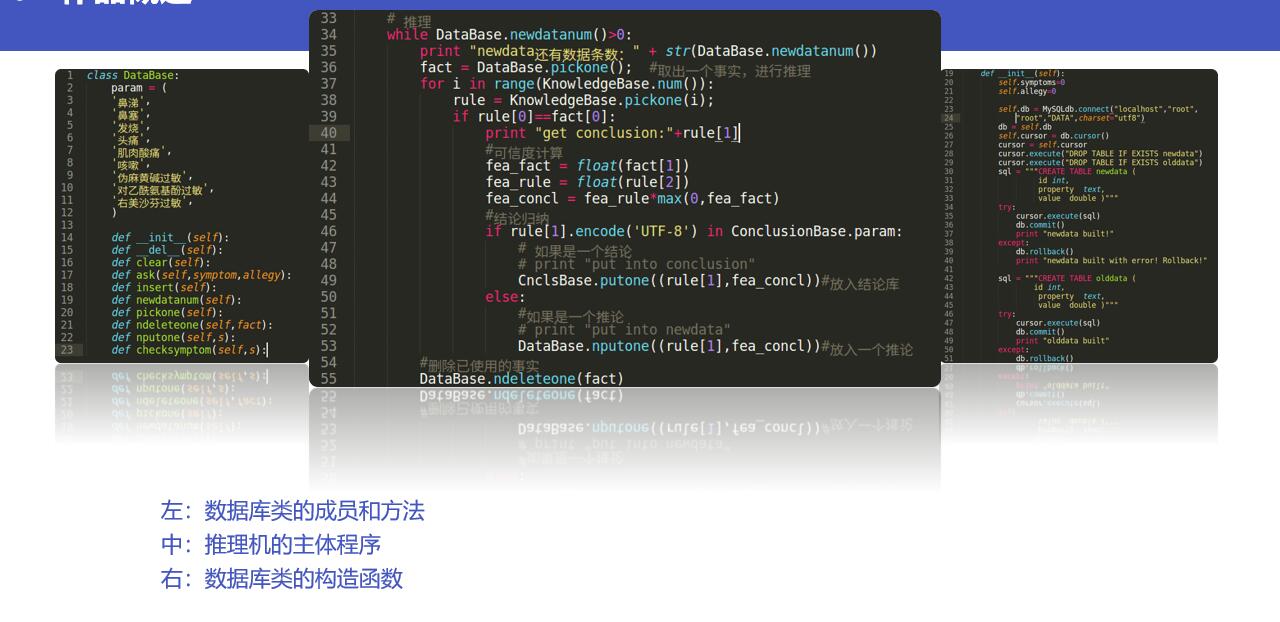 33 # 推理
34 while DataBase.newdatanum()>0:
35 print "newdata还有数据条数: " + str(DataBase.newdatanum())
36 fact = DataBase.pickone(); #取出一个事实，进行推理
37 for i in range(KnowledgeBase.num()):
38 rule = KnowledgeBase.pickone(i);
39 if rule[0]==fact[0]:
40 print "get conclusion:"+rule[1]
41 #可信度计算
42 fea_fact = float(fact[1])
43 fea_rule = float(rule[2])
44 fea_concl = fea_rule*max(0,fea_fact)
45 #结论归纳
46 if rule[1].encode('UTF-8') in ConclusionBase.param:
47 # 如果是一个结论
48 # print "put into conclusion"
49 CnclsBase.putone((rule[1],fea_concl))#放入结论库
50 else:
51 #如果是一个推论
52 # print "put into newdata"
53 DataBase.nputone((rule[1],fea_concl))#放入一个推论
54 #删除已使用的事实
55 DataBase.ndeleteone(fact)
1 class DataBase:
2 param = (
3 '鼻涕',
4 '鼻塞',
5 '发烧',
6 '头痛',
7 '肌肉酸痛',
8 '咳嗽',
9 '伪麻黄碱过敏',
10 '对乙酰氨基酚过敏',
11 '右美沙芬过敏',
12 )
13
14 def __init__(self):
15 def __del__(self):
16 def clear(self):
17 def ask(self,symptom,allegy):
18 def insert(self):
19 def newdatanum(self):
20 def pickone(self):
21 def ndeleteone(self,fact):
22 def nputone(self,s):
23 def checksymptom(self,s):
19 def __init__(self):
20 self.symptoms=0
21 self.allegy=0
22
23 self.db = MySQLdb.connect("localhost","root",
24 "root","DATA",charset="utf8")
25 db = self.db
26 self.cursor = db.cursor()
27 cursor = self.cursor
28 cursor.execute("DROP TABLE IF EXISTS newdata")
29 cursor.execute("DROP TABLE IF EXISTS olddata")
30 sql = """CREATE TABLE newdata (
31 id int,
32 property text,
33 value double )"""
34 try:
35 cursor.execute(sql)
36 db.commit()
37 print "newdata built!"
38 except:
39 db.rollback()
40 print "newdata built with error! Rollback!"
41
42 sql = """CREATE TABLE olddata (
43 id int,
44 property text,
45 value double )"""
46 try:
47 cursor.execute(sql)
48 db.commit()
49 print "olddata built"
50 except:
51 db.rollback()
左：数据库类的成员和方法
中：推理机的主体程序
右：数据库类的构造函数